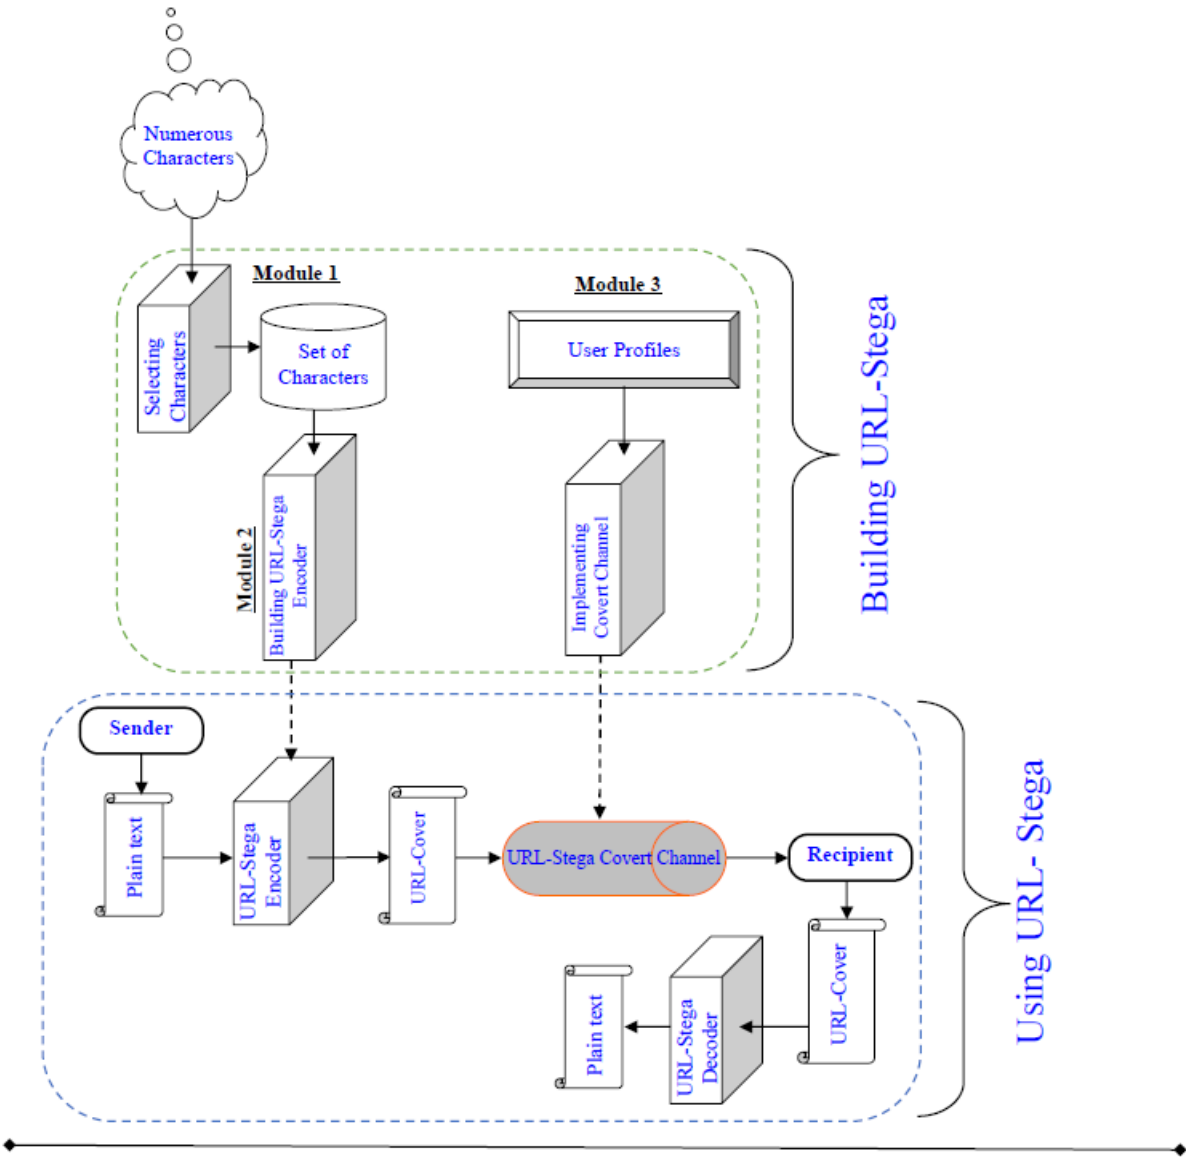 Numerous
Characters
Module 1
Selecting
Characters
Set of
Characters
Module 2
Building URL-Stega
Encoder
Module 3
User Profiles
Implementing
Covert Channel
Building URL-Stega
Sender
Plain text
URL-Stega
Encoder
URL-Cover
URL-Stega Covert Channel
Recipient
URL-Cover
URL-Stega
Decoder
Plain text
Using URL- Stega